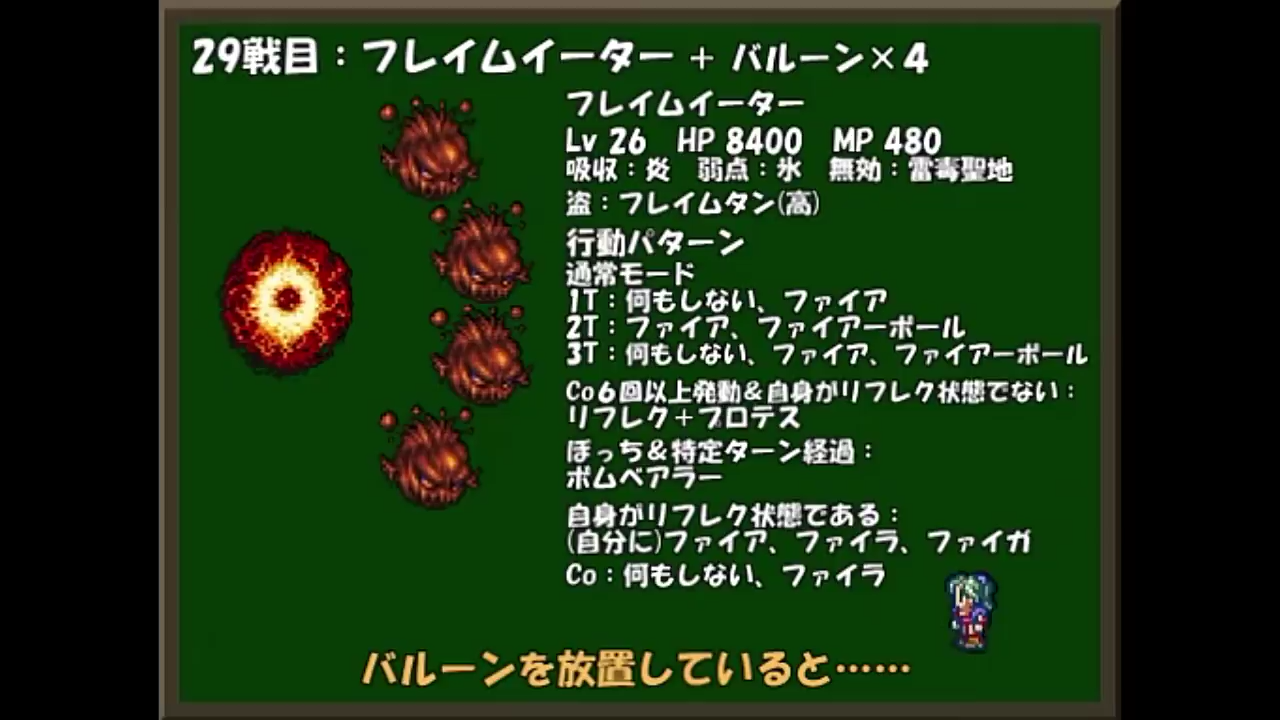 29戦目：フレイムイーター + バルーン×4
フレイムイーター
Lv 26 HP 8400 MP 480
吸収：炎 弱点：氷 無効：雷毒聖地
盗：フレイムタン(高)
行動パターン
通常モード
1T：何もしない、ファイア
2T：ファイア、ファイアーボール
3T：何もしない、ファイア、ファイアーボール
Co6回以上発動&自身がリフレク状態でない：
リフレク＋プロテス
ぼっち&特定ターン経過：
ボムベアラー
自身がリフレク状態である：
(自分に)ファイア、ファイラ、ファイガ
Co：何もしない、ファイラ
バルーンを放置していると……